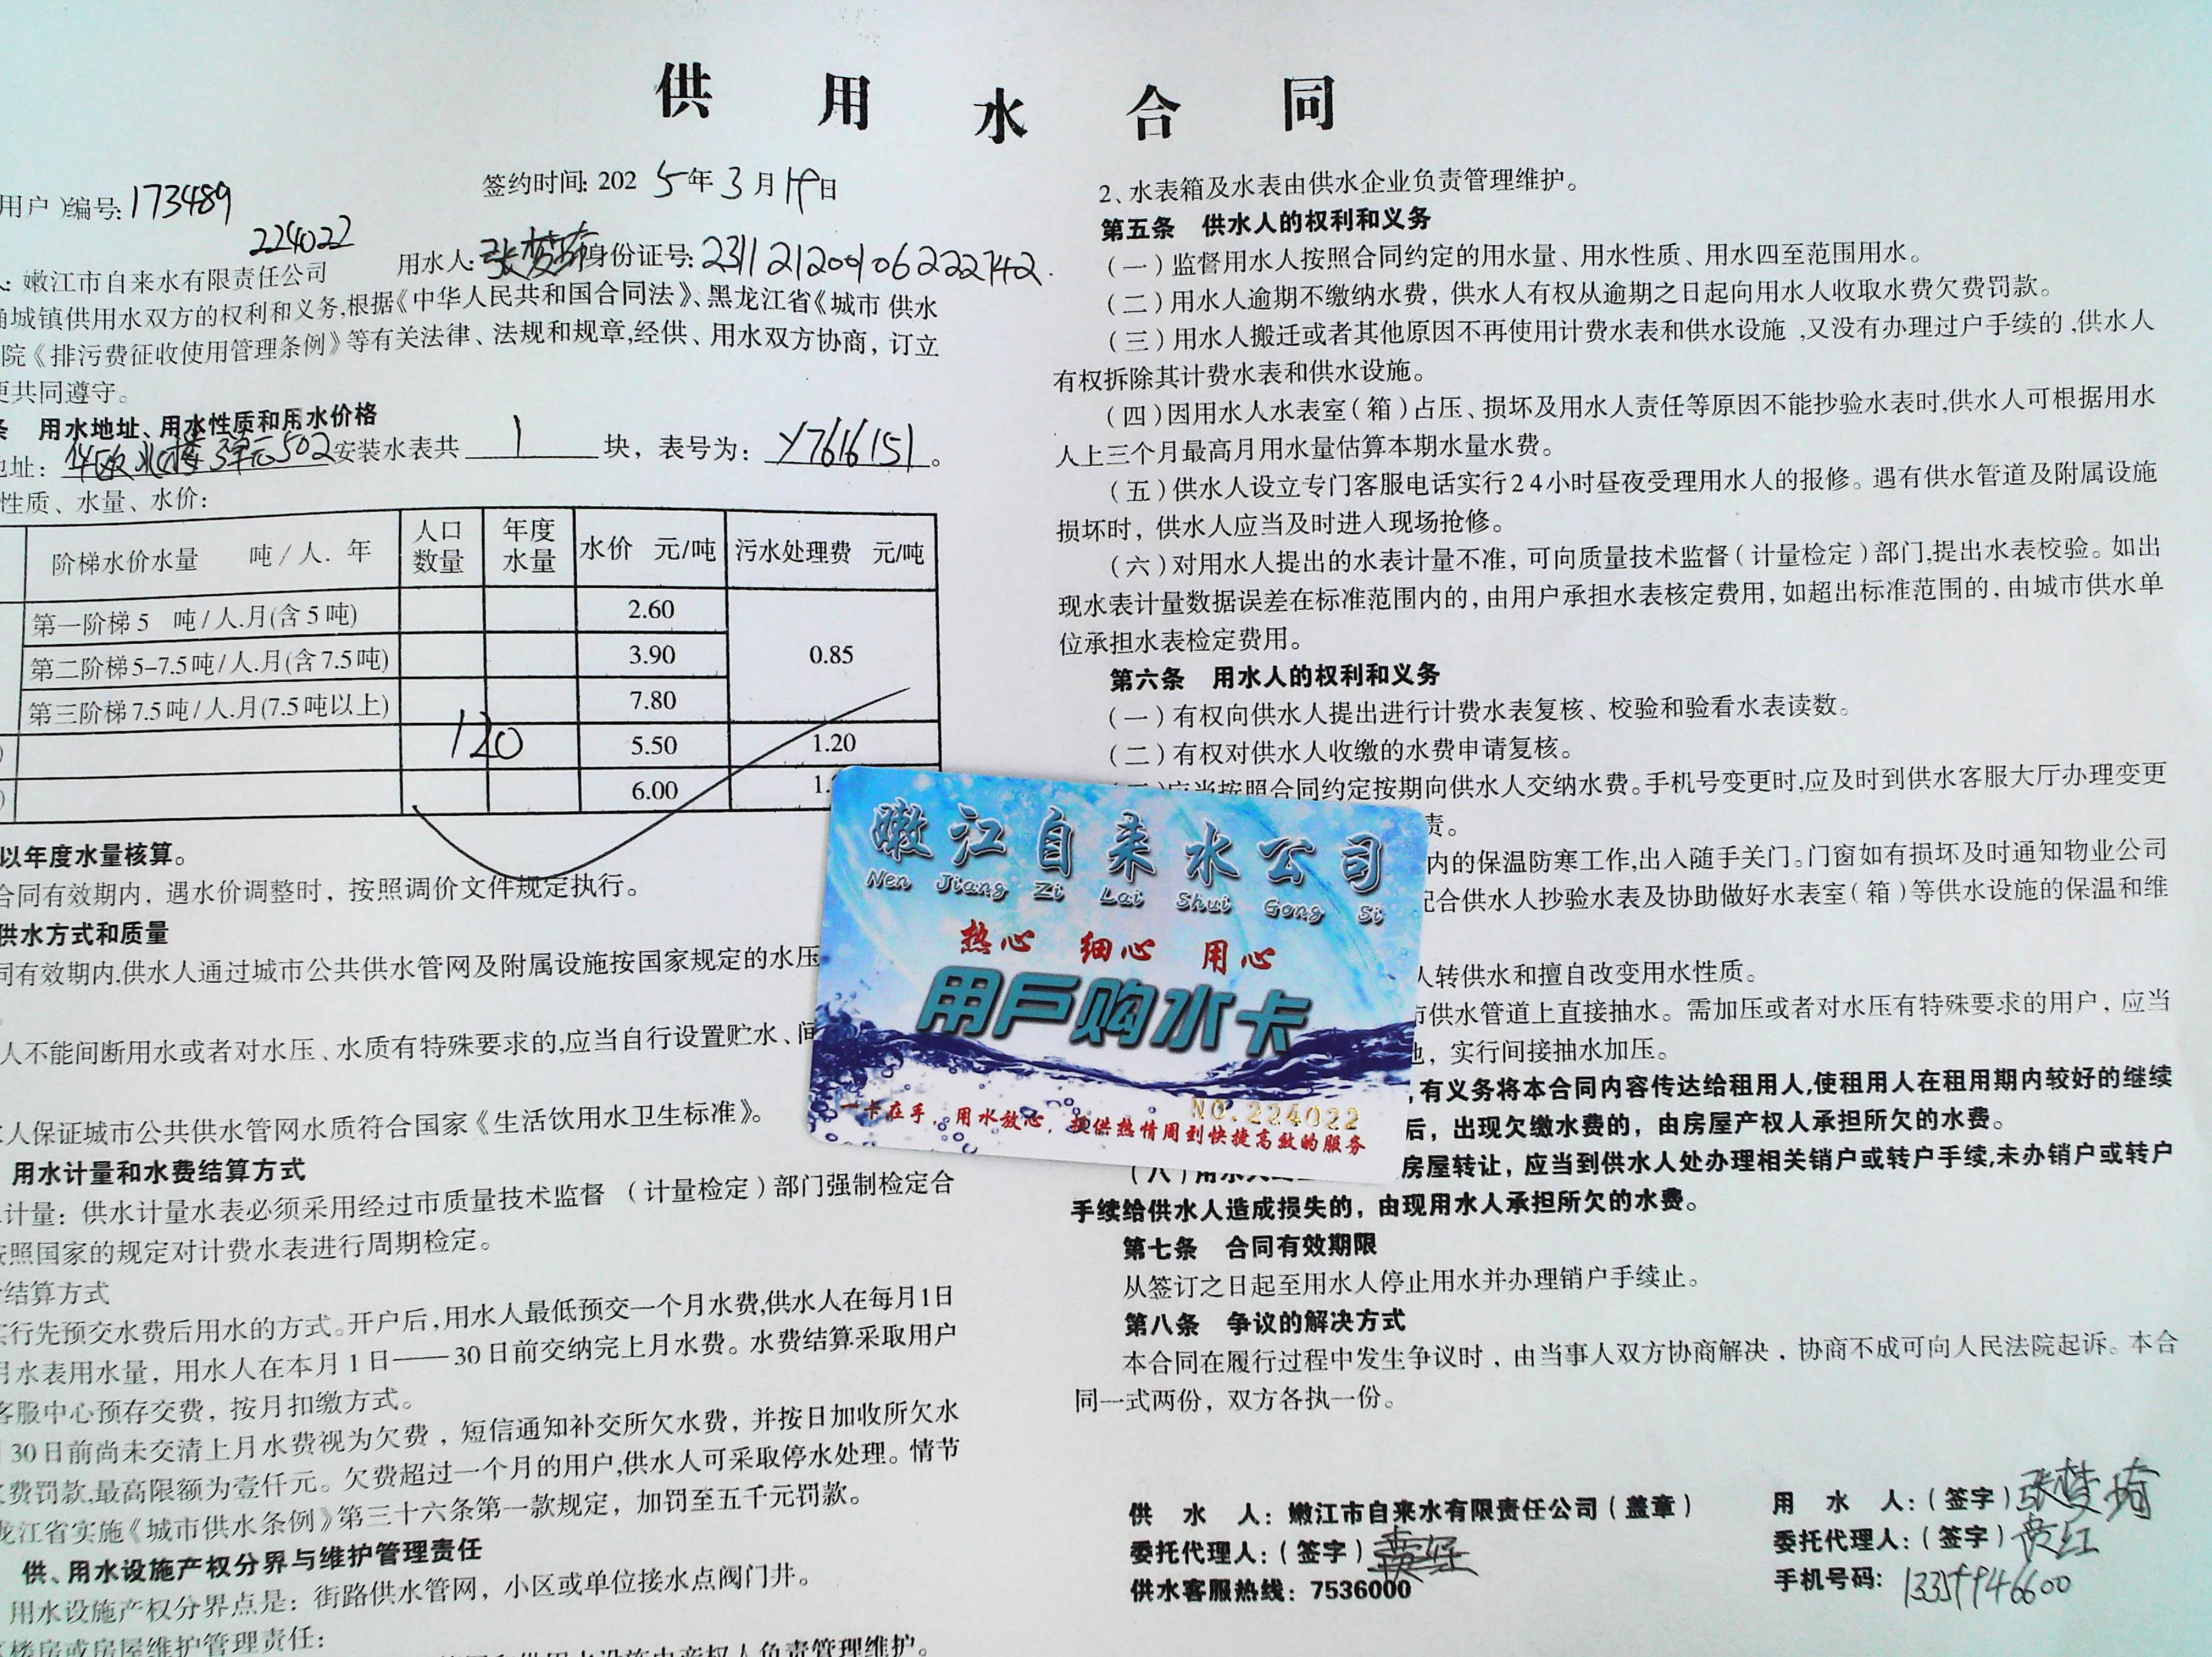 供用水合同
用户)编号:173489
签约时间:2025年3月19日
224022
: 嫩江市自来水有限责任公司
用水人:张梦琦身份证号:231121200106222742.
城镇供用水双方的权利和义务,根据《中华人民共和国合同法》、黑龙江省《城市 供水
院《排污费征收使用管理条例》等有关法律、法规和规章,经供、用水双方协商，订立
共同遵守。
用水地址、用水性质和用水价格
址： 3单元502安装水表共 1 块，表号为：Y7616151。
性质、水量、水价：
阶梯水价水量 吨/人．年 人口数量 年度水量 水价 元/吨 污水处理费 元/吨
第一阶梯5 吨/人.月(含5吨) 2.60
第二阶梯5-7.5吨/人.月(含7.5吨) 3.90 0.85
第三阶梯7.5吨/人.月(7.5吨以上) 7.80
120 5.50 1.20
6.00 1.
以年度水量核算。
合同有效期内，遇水价调整时，按照调价文件规定执行。
供水方式和质量
同有效期内,供水人通过城市公共供水管网及附属设施按国家规定的水压
人不能间断用水或者对水压、水质有特殊要求的,应当自行设置贮水、间
人保证城市公共供水管网水质符合国家《生活饮用水卫生标准》。
用水计量和水费结算方式
计量：供水计量水表必须采用经过市质量技术监督（计量检定）部门强制检定合
按照国家的规定对计费水表进行周期检定。
结算方式
实行先预交水费后用水的方式。开户后,用水人最低预交一个月水费,供水人在每月1日
月水表用水量，用水人在本月1日——30日前交纳完上月水费。水费结算采取用户
客服中心预存交费，按月扣缴方式。
30日前尚未交清上月水费视为欠费，短信通知补交所欠水费，并按日加收所欠水
费罚款,最高限额为壹仟元。欠费超过一个月的用户,供水人可采取停水处理。情节
龙江省实施《城市供水条例》第三十六条第一款规定，加罚至五千元罚款。
供、用水设施产权分界与维护管理责任
用水设施产权分界点是：街路供水管网，小区或单位接水点阀门井。
楼房或房屋维护管理责任：
供用水设施由产权人负责管理维护。
2、水表箱及水表由供水企业负责管理维护。
第五条 供水人的权利和义务
（一）监督用水人按照合同约定的用水量、用水性质、用水四至范围用水。
（二）用水人逾期不缴纳水费，供水人有权从逾期之日起向用水人收取水费欠费罚款。
（三）用水人搬迁或者其他原因不再使用计费水表和供水设施,又没有办理过户手续的,供水人
有权拆除其计费水表和供水设施。
（四）因用水人水表室（箱）占压、损坏及用水人责任等原因不能抄验水表时,供水人可根据用水
人上三个月最高月用水量估算本期水量水费。
（五）供水人设立专门客服电话实行24小时昼夜受理用水人的报修。遇有供水管道及附属设施
损坏时，供水人应当及时进入现场抢修。
（六）对用水人提出的水表计量不准，可向质量技术监督（计量检定）部门,提出水表校验。如出
现水表计量数据误差在标准范围内的，由用户承担水表核定费用，如超出标准范围的，由城市供水单
位承担水表检定费用。
第六条 用水人的权利和义务
（一）有权向供水人提出进行计费水表复核、校验和验看水表读数。
（二）有权对供水人收缴的水费申请复核。
应当按照合同约定按期向供水人交纳水费。手机号变更时,应及时到供水客服大厅办理变更
责。
内的保温防寒工作,出入随手关门。门窗如有损坏及时通知物业公司
配合供水人抄验水表及协助做好水表室（箱）等供水设施的保温和维
人转供水和擅自改变用水性质。
供水管道上直接抽水。需加压或者对水压有特殊要求的用户，应当
，实行间接抽水加压。
,有义务将本合同内容传达给租用人,使租用人在租用期内较好的继续
后，出现欠缴水费的，由房屋产权人承担所欠的水费。
（八）用水人 房屋转让，应当到供水人处办理相关销户或转户手续,未办销户或转户
手续给供水人造成损失的，由现用水人承担所欠的水费。
第七条 合同有效期限
从签订之日起至用水人停止用水并办理销户手续止。
第八条 争议的解决方式
本合同在履行过程中发生争议时，由当事人双方协商解决，协商不成可向人民法院起诉。本合
同一式两份，双方各执一份。
供 水 人：嫩江市自来水有限责任公司（盖章）
委托代理人：（签字）
供水客服热线：7536000
用 水 人：（签字）张梦琦
委托代理人：（签字）
手机号码：
嫩江自来水公司
Nen Jiang Zi Lai Shui Gong Si
热心 细心 用心
用户购水卡
NO.224022
一卡在手，用水放心，提供热情周到快捷高效的服务